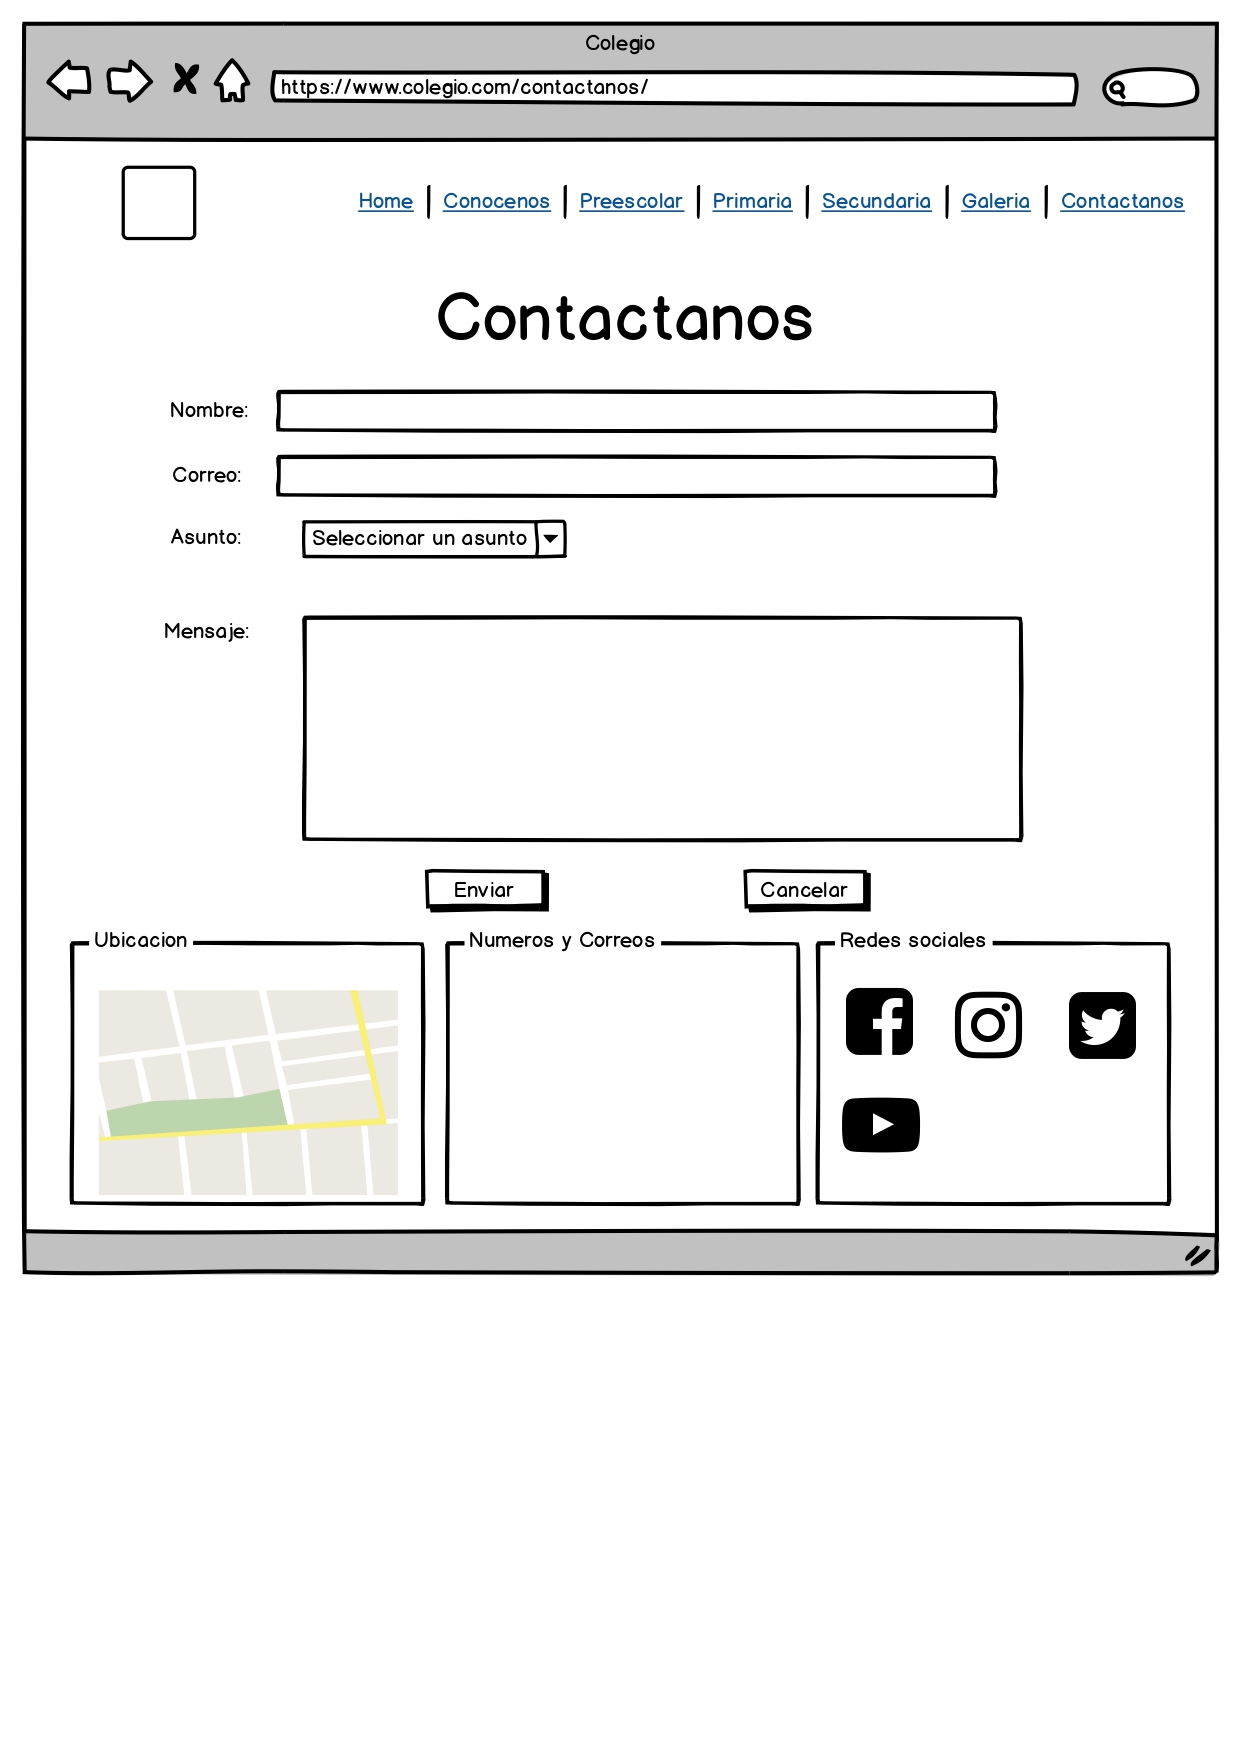 Colegio
https://www.colegio.com/contactanos/
Home Conocenos Preescolar Primaria Secundaria Galeria Contactanos
Contactanos
Nombre:
Correo:
Asunto: Seleccionar un asunto
Mensaje:
Enviar Cancelar
Ubicacion Numeros y Correos Redes sociales